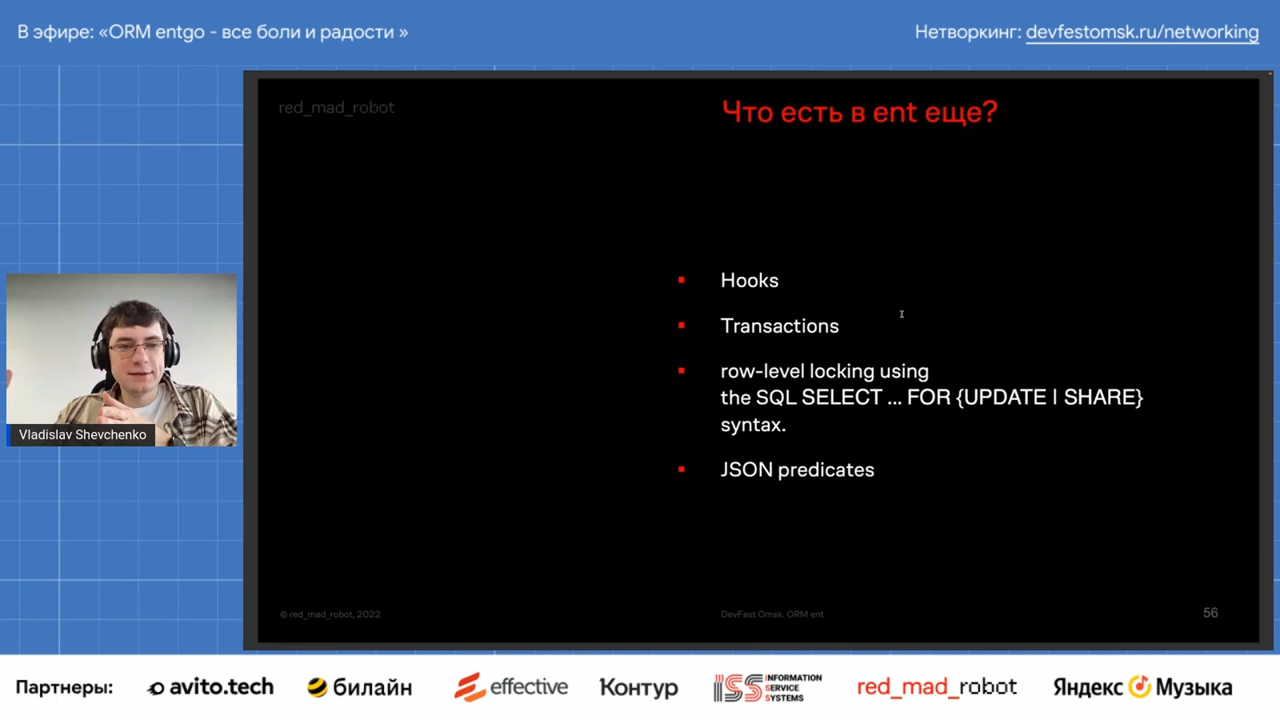 В эфире: «ORM entgo - все боли и радости »
Нетворкинг: devfestomsk.ru/networking
red_mad_robot
Что есть в ent еще?
Hooks
Transactions
row-level locking using
the SQL SELECT ... FOR {UPDATE | SHARE}
syntax.
JSON predicates
Vladislav Shevchenko
© red_mad_robot, 2022
DevFest Omsk. ORM ent
56
Партнеры:
avito.tech
билайн
effective
Контур
ISS INFORMATION
SERVICE
SYSTEMS
red_mad_robot
Яндекс Музыка